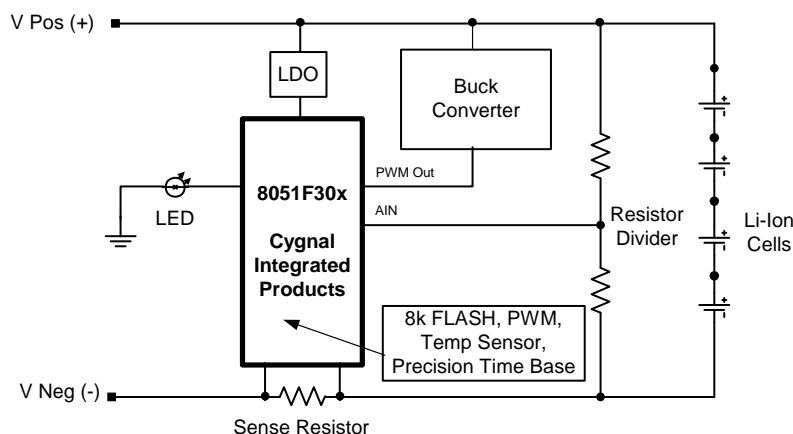 V Pos (+)
LDO
Buck
Converter
PWM Out
8051F30x
AIN
LED
Cygnal
Integrated
Products
Resistor
Divider
Li-Ion
Cells
8k FLASH, PWM,
Temp Sensor,
Precision Time Base
V Neg (-)
Sense Resistor